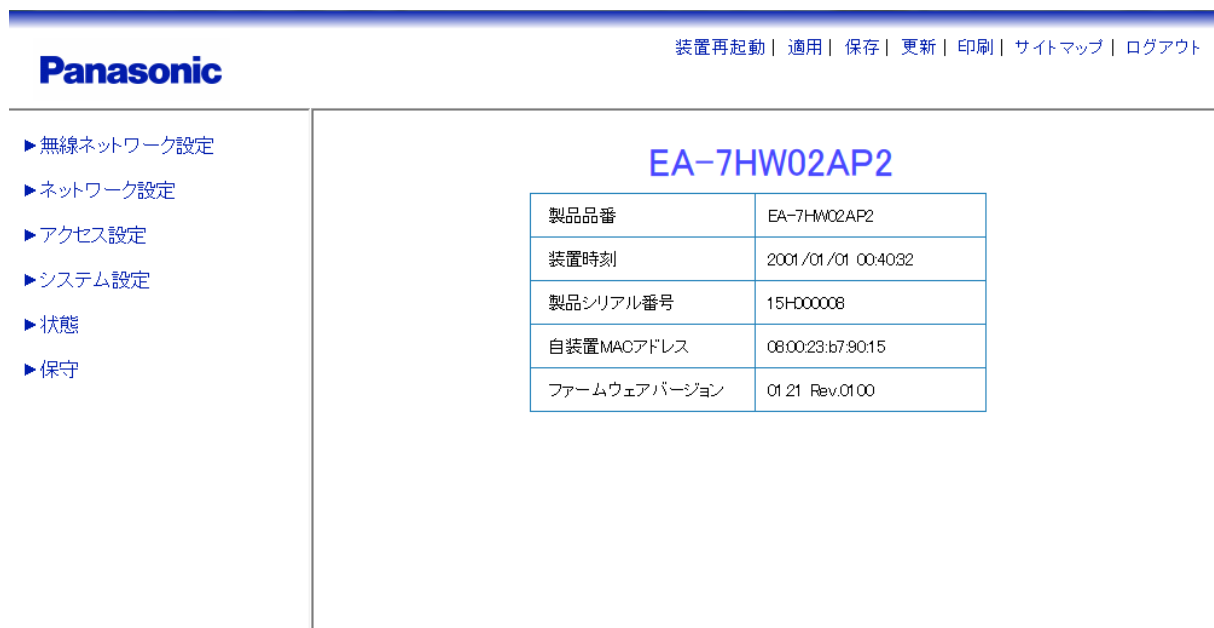 装置再起動| 適用| 保存| 更新| 印刷| サイトマップ| ログアウト
Panasonic
▶無線ネットワーク設定
▶ネットワーク設定
▶アクセス設定
▶システム設定
▶状態
▶保守
EA-7HW02AP2
製品品番 EA-7HW02AP2
装置時刻 2001/01/01 00:40:32
製品シリアル番号 15H000008
自装置MACアドレス 08:00:23:b7:90:15
ファームウェアバージョン 01.21 Rev.0100